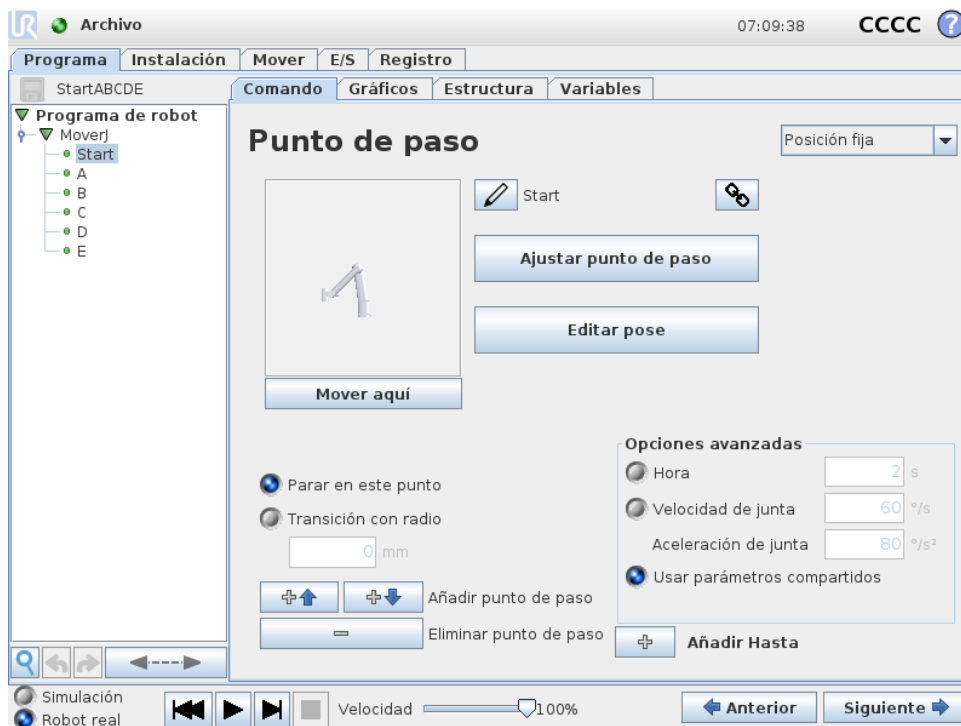 UR Archivo 07:09:38 CCCC ?
Programa Instalación Mover E/S Registro
StartABCDE Comando Gráficos Estructura Variables
Programa de robot
MoverJ
Start
A
B
C
D
E
Punto de paso Posición fija
Start
Ajustar punto de paso
Editar pose
Mover aquí
Parar en este punto
Transición con radio
0 mm
Añadir punto de paso
Eliminar punto de paso
Opciones avanzadas
Hora 2 s
Velocidad de junta 60 °/s
Aceleración de junta 80 °/s²
Usar parámetros compartidos
Añadir Hasta
Simulación
Robot real
Velocidad 100%
Anterior Siguiente